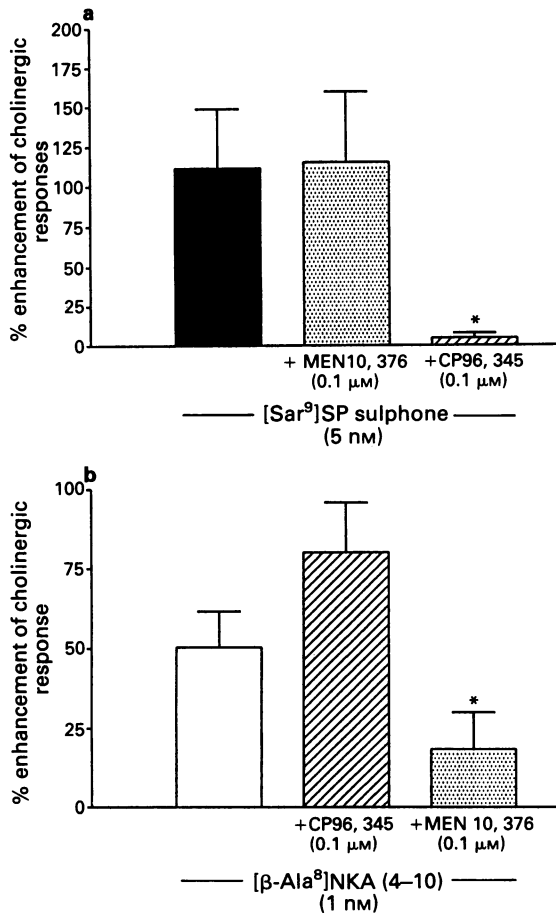 a
% enhancement of cholinergic
responses
200
175
150
125
100
75
50
25
0
*
+ MEN10, 376
(0.1 μM)
+CP96, 345
(0.1 μM)
[Sar⁹]SP sulphone
(5 nM)
b
% enhancement of cholinergic
response
100
75
50
25
0
*
+CP96, 345
(0.1 μM)
+MEN 10, 376
(0.1 μM)
[β-Ala⁸]NKA (4–10)
(1 nM)